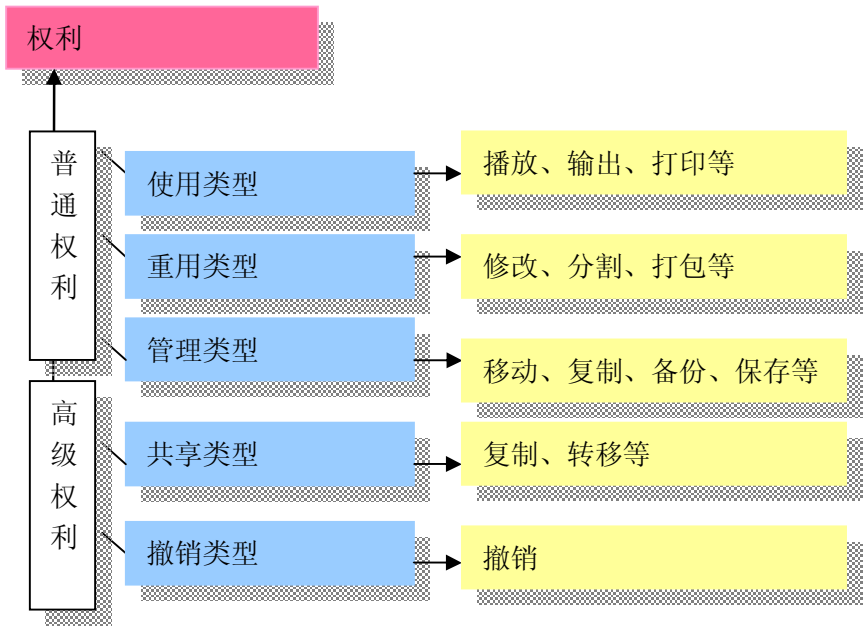 权利
普通权利
使用类型
播放、输出、打印等
重用类型
修改、分割、打包等
管理类型
移动、复制、备份、保存等
高级权利
共享类型
复制、转移等
撤销类型
撤销